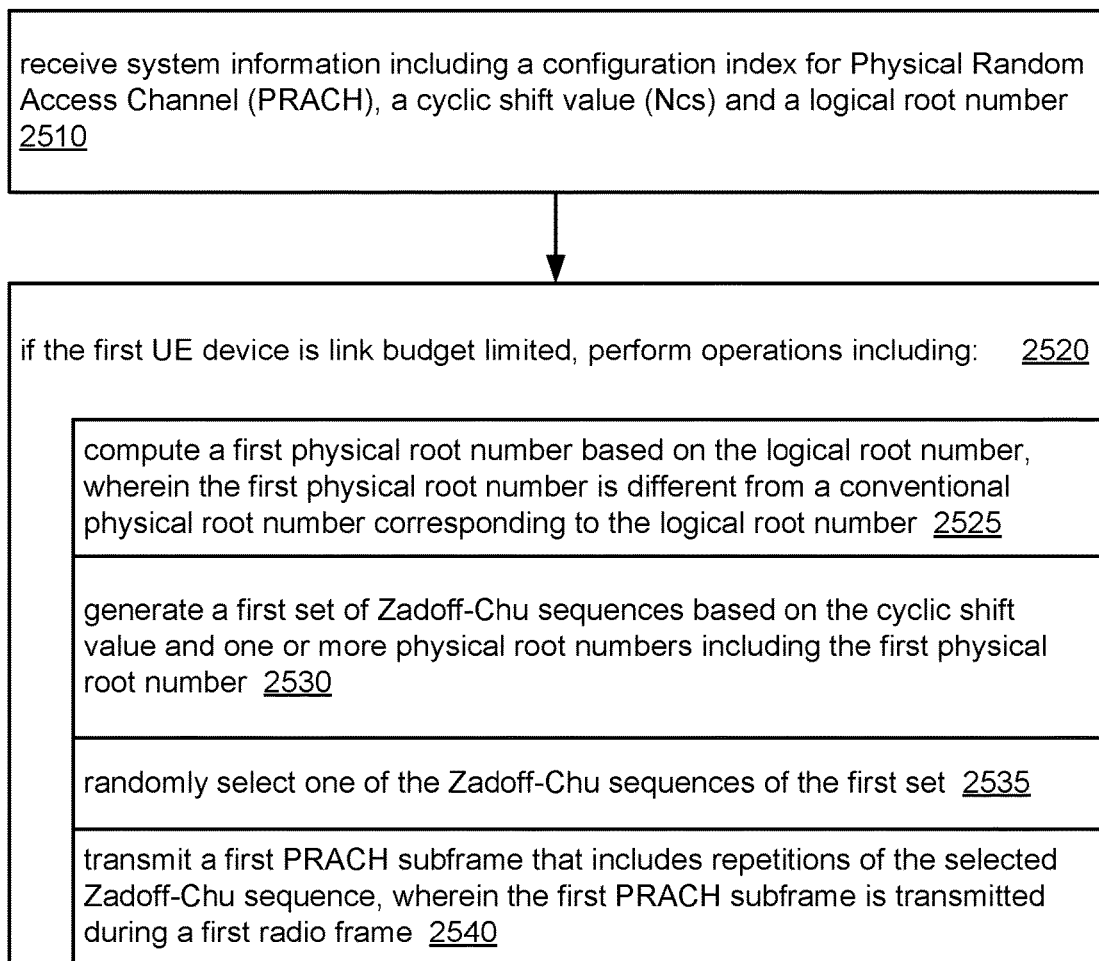 receive system information including a configuration index for Physical Random
Access Channel (PRACH), a cyclic shift value (Ncs) and a logical root number
2510
if the first UE device is link budget limited, perform operations including: 2520
compute a first physical root number based on the logical root number,
wherein the first physical root number is different from a conventional
physical root number corresponding to the logical root number 2525
generate a first set of Zadoff-Chu sequences based on the cyclic shift
value and one or more physical root numbers including the first physical
root number 2530
randomly select one of the Zadoff-Chu sequences of the first set 2535
transmit a first PRACH subframe that includes repetitions of the selected
Zadoff-Chu sequence, wherein the first PRACH subframe is transmitted
during a first radio frame 2540